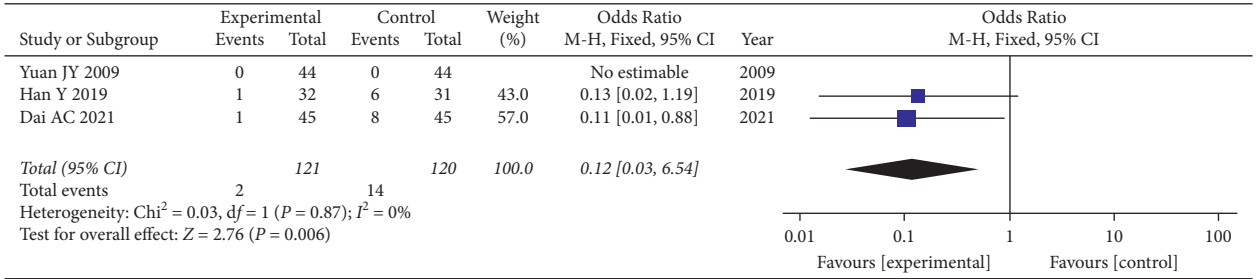 Experimental Control Weight Odds Ratio Odds Ratio
Study or Subgroup Events Total Events Total (%) M-H, Fixed, 95% CI Year M-H, Fixed, 95% CI
Yuan JY 2009 0 44 0 44 No estimable 2009
Han Y 2019 1 32 6 31 43.0 0.13 [0.02, 1.19] 2019
Dai AC 2021 1 45 8 45 57.0 0.11 [0.01, 0.88] 2021
Total (95% CI) 121 120 100.0 0.12 [0.03, 6.54]
Total events 2 14
Heterogeneity: Chi² = 0.03, df = 1 (P = 0.87); I² = 0%
Test for overall effect: Z = 2.76 (P = 0.006)
0.01 0.1 1 10 100
Favours [experimental] Favours [control]